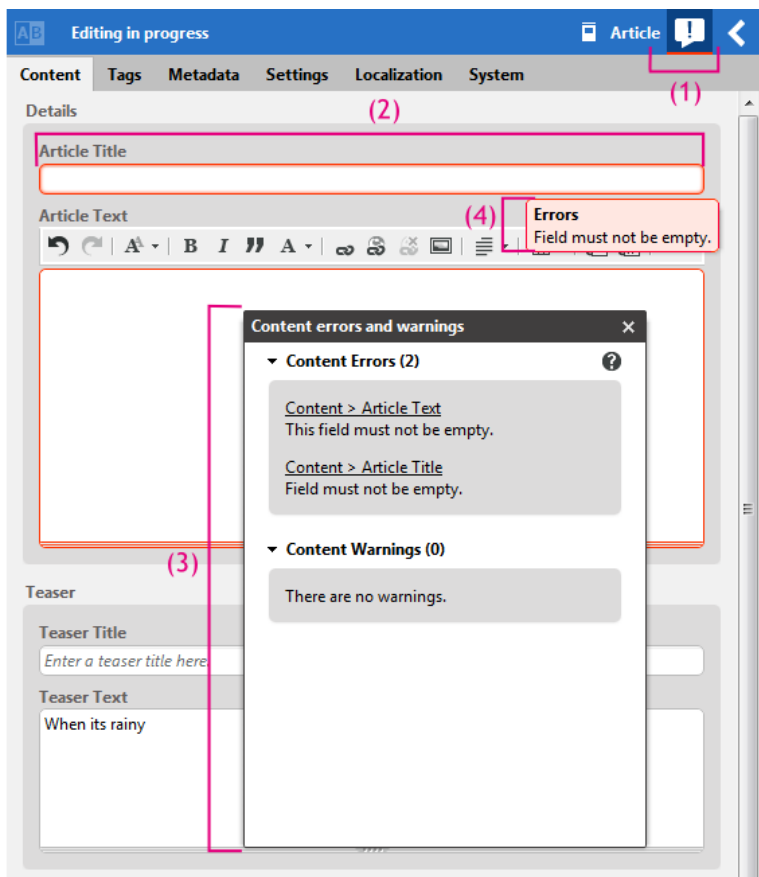 AB Editing in progress Article
(1)
Content Tags Metadata Settings Localization System
Details
(2)
Article Title
Article Text
(4)
Errors
Field must not be empty.
A B I A
(3)
Content errors and warnings
Content Errors (2)
Content > Article Text
This field must not be empty.
Content > Article Title
Field must not be empty.
Content Warnings (0)
There are no warnings.
Teaser
Teaser Title
Enter a teaser title here.
Teaser Text
When its rainy